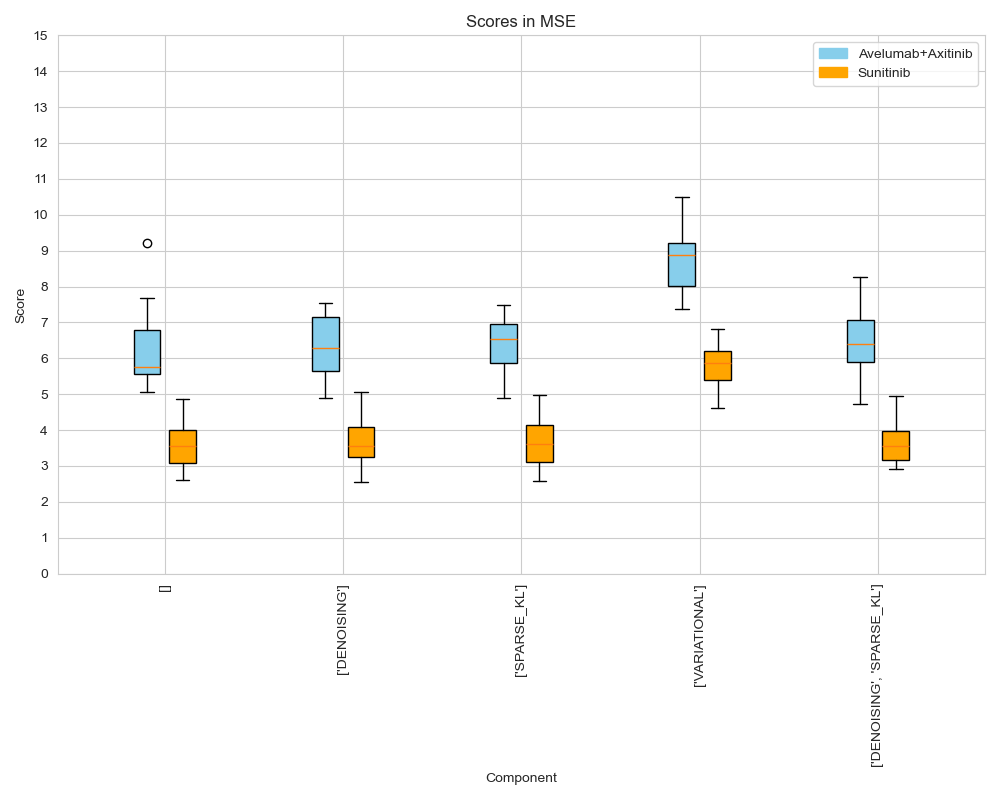 Scores in MSE
Avelumab+Axitinib
Sunitinib
15
14
13
12
11
10
9
8
7
6
5
4
3
2
1
0
Score
[]
['DENOISING']
['SPARSE_KL']
['VARIATIONAL']
['DENOISING', 'SPARSE_KL']
Component